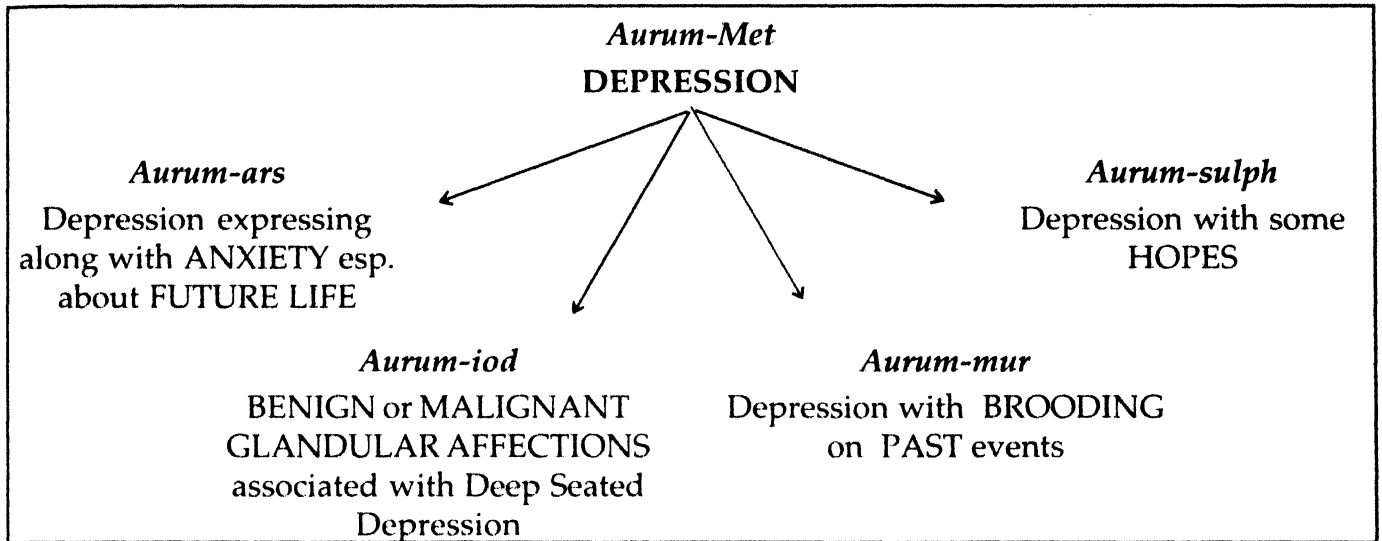 Aurum-Met
DEPRESSION
Aurum-ars
Depression expressing
along with ANXIETY esp.
about FUTURE LIFE
Aurum-sulph
Depression with some
HOPES
Aurum-iod
BENIGN or MALIGNANT
GLANDULAR AFFECTIONS
associated with Deep Seated
Depression
Aurum-mur
Depression with BROODING
on PAST events